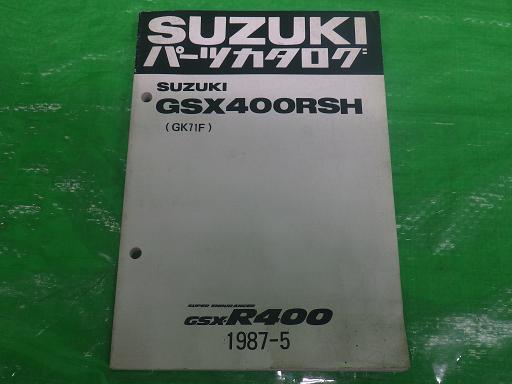 SUZUKI
パーツカタログ
SUZUKI
GSX400RSH
(GK71F)
SUPER ENDURANCER
GSX-R400
1987-5